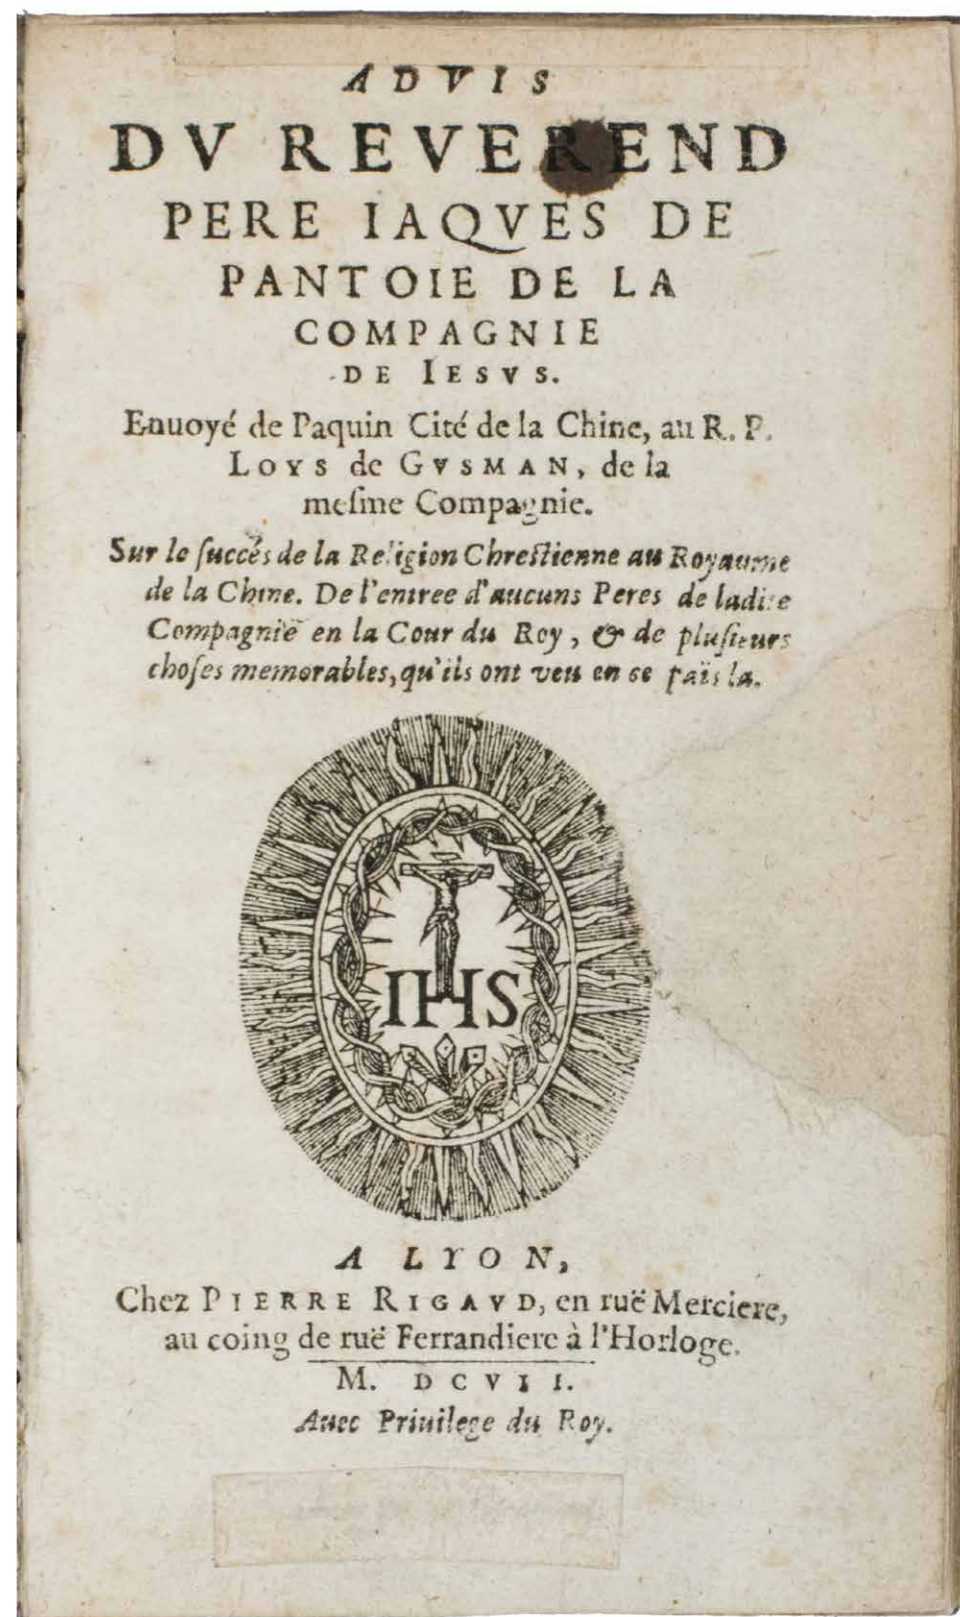 ADVIS
DV REVEREND
PERE IAQVES DE
PANTOIE DE LA
COMPAGNIE
DE IESVS.
Enuoyé de Paquin Cité de la Chine, au R. P.
LOYS de GVSMAN, de la
meſme Compagnie.
Sur le ſuccés de la Religion Chreſtienne au Royaume
de la Chine. De l'entree d'aucuns Peres de ladite
Compagnie en la Cour du Roy, & de pluſieurs
choſes memorables, qu'ils ont veu en ce païs la.
IHS
A LYON,
Chez PIERRE RIGAVD, en ruë Merciere,
au coing de ruë Ferrandiere à l'Horloge.
M. DCVII.
Auec Priuilege du Roy.